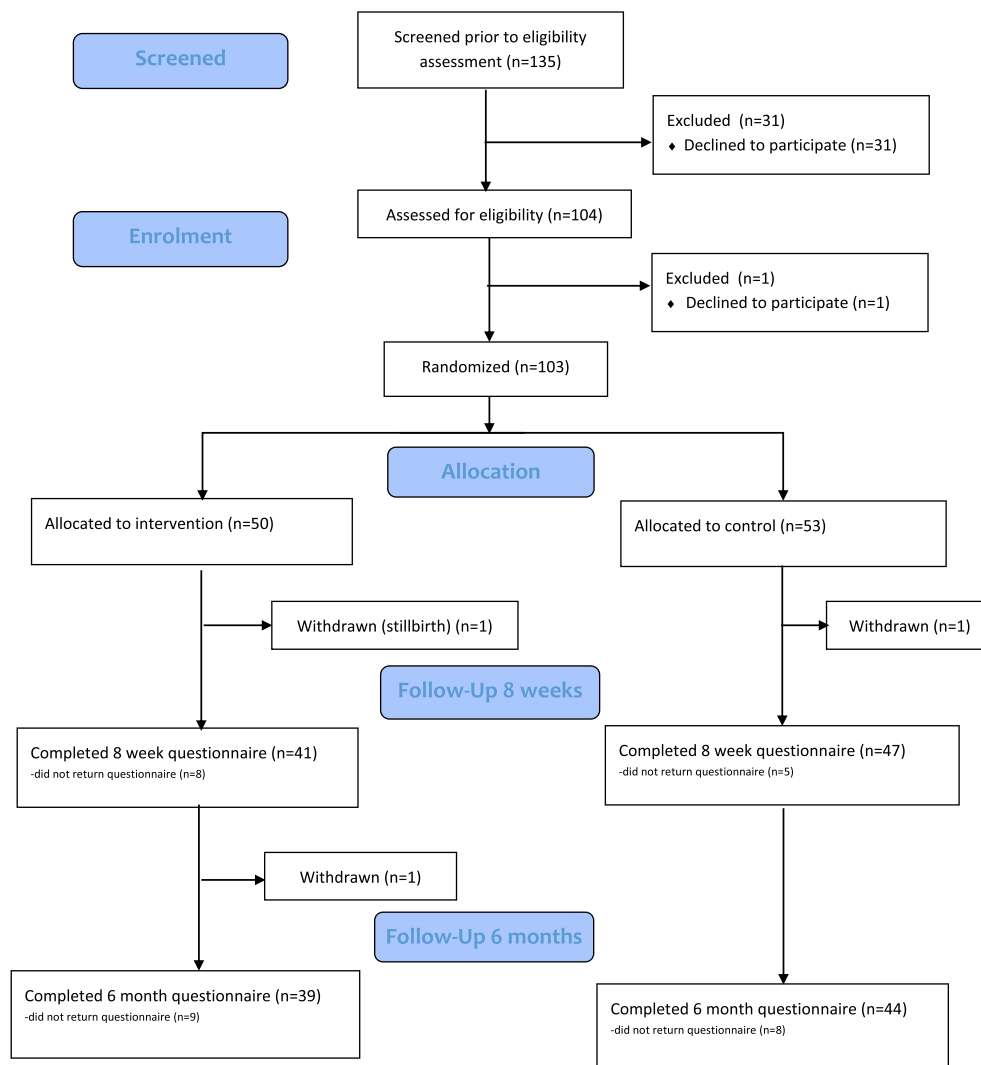 Screened
Screened prior to eligibility
assessment (n=135)
Excluded  (n=31)
♦ Declined to participate (n=31)
Enrolment
Assessed for eligibility (n=104)
Excluded  (n=1)
♦ Declined to participate (n=1)
Randomized (n=103)
Allocation
Allocated to intervention (n=50)
Allocated to control (n=53)
Withdrawn (stillbirth) (n=1)
Withdrawn (n=1)
Follow-Up 8 weeks
Completed 8 week questionnaire (n=41)
-did not return questionnaire (n=8)
Completed 8 week questionnaire (n=47)
-did not return questionnaire (n=5)
Withdrawn (n=1)
Follow-Up 6 months
Completed 6 month questionnaire (n=39)
-did not return questionnaire (n=9)
Completed 6 month questionnaire (n=44)
-did not return questionnaire (n=8)